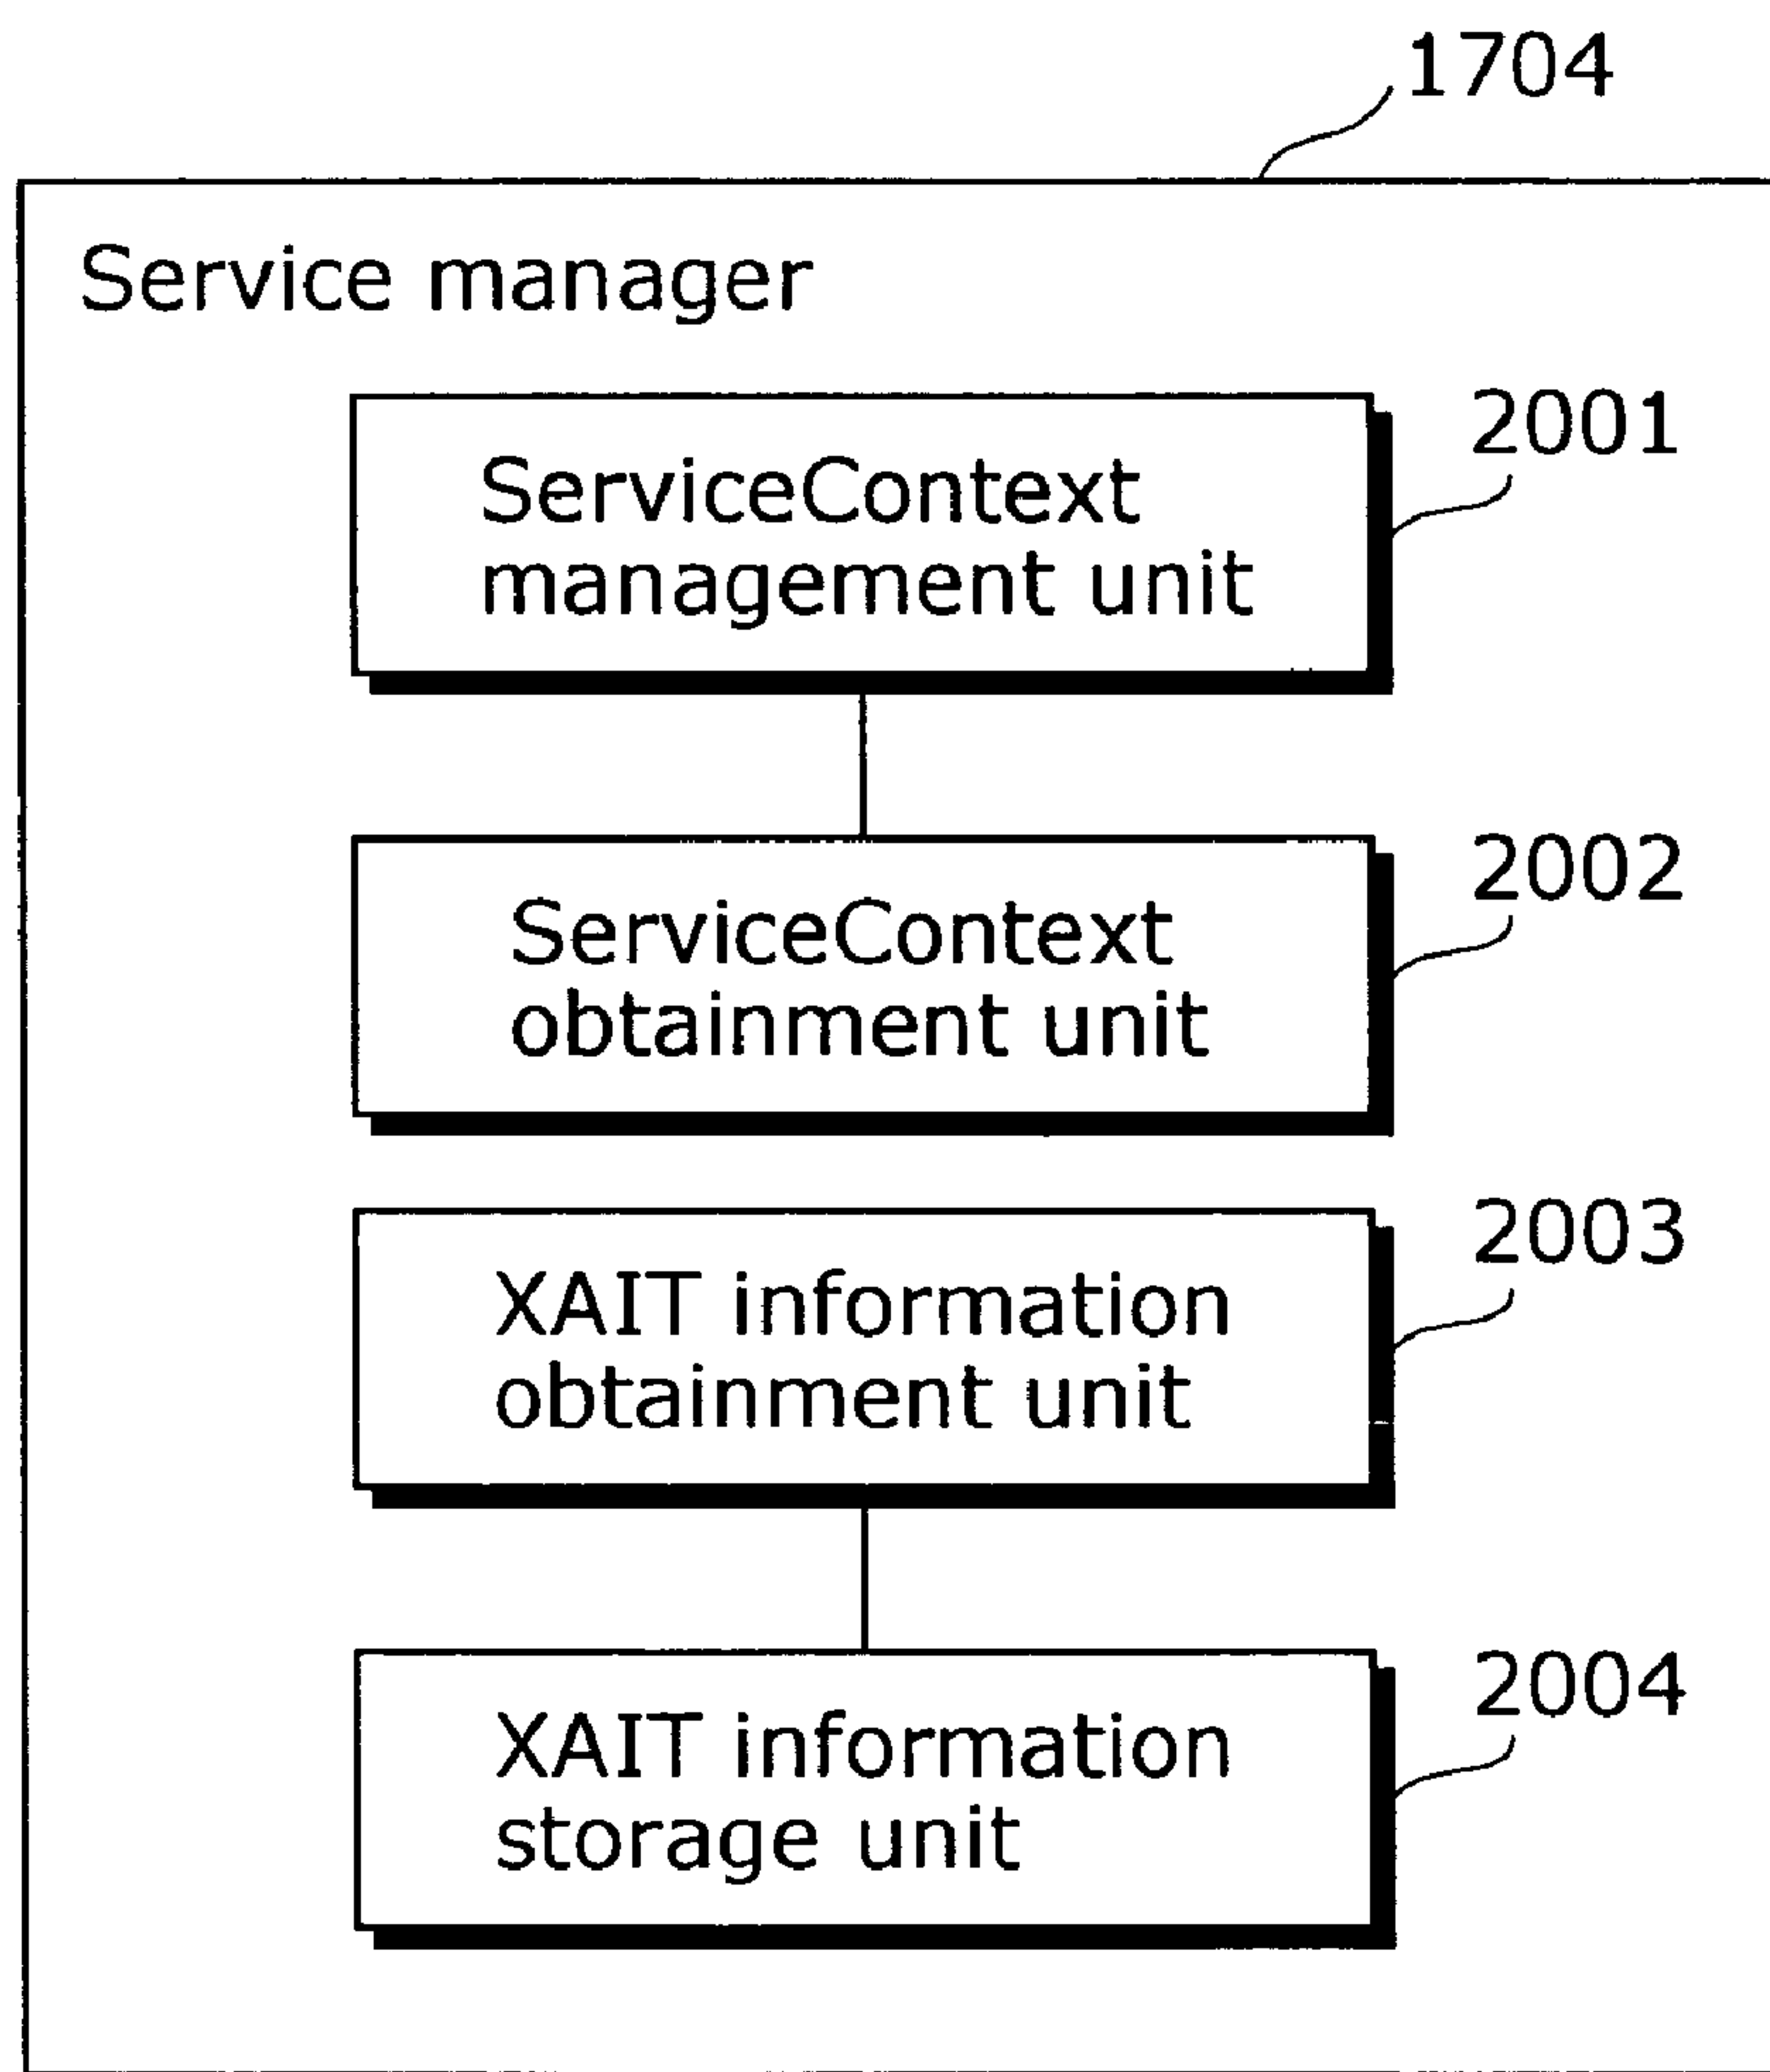 1704
Service manager
2001
ServiceContext
management unit
2002
ServiceContext
obtainment unit
2003
XAIT information
obtainment unit
2004
XAIT information
storage unit